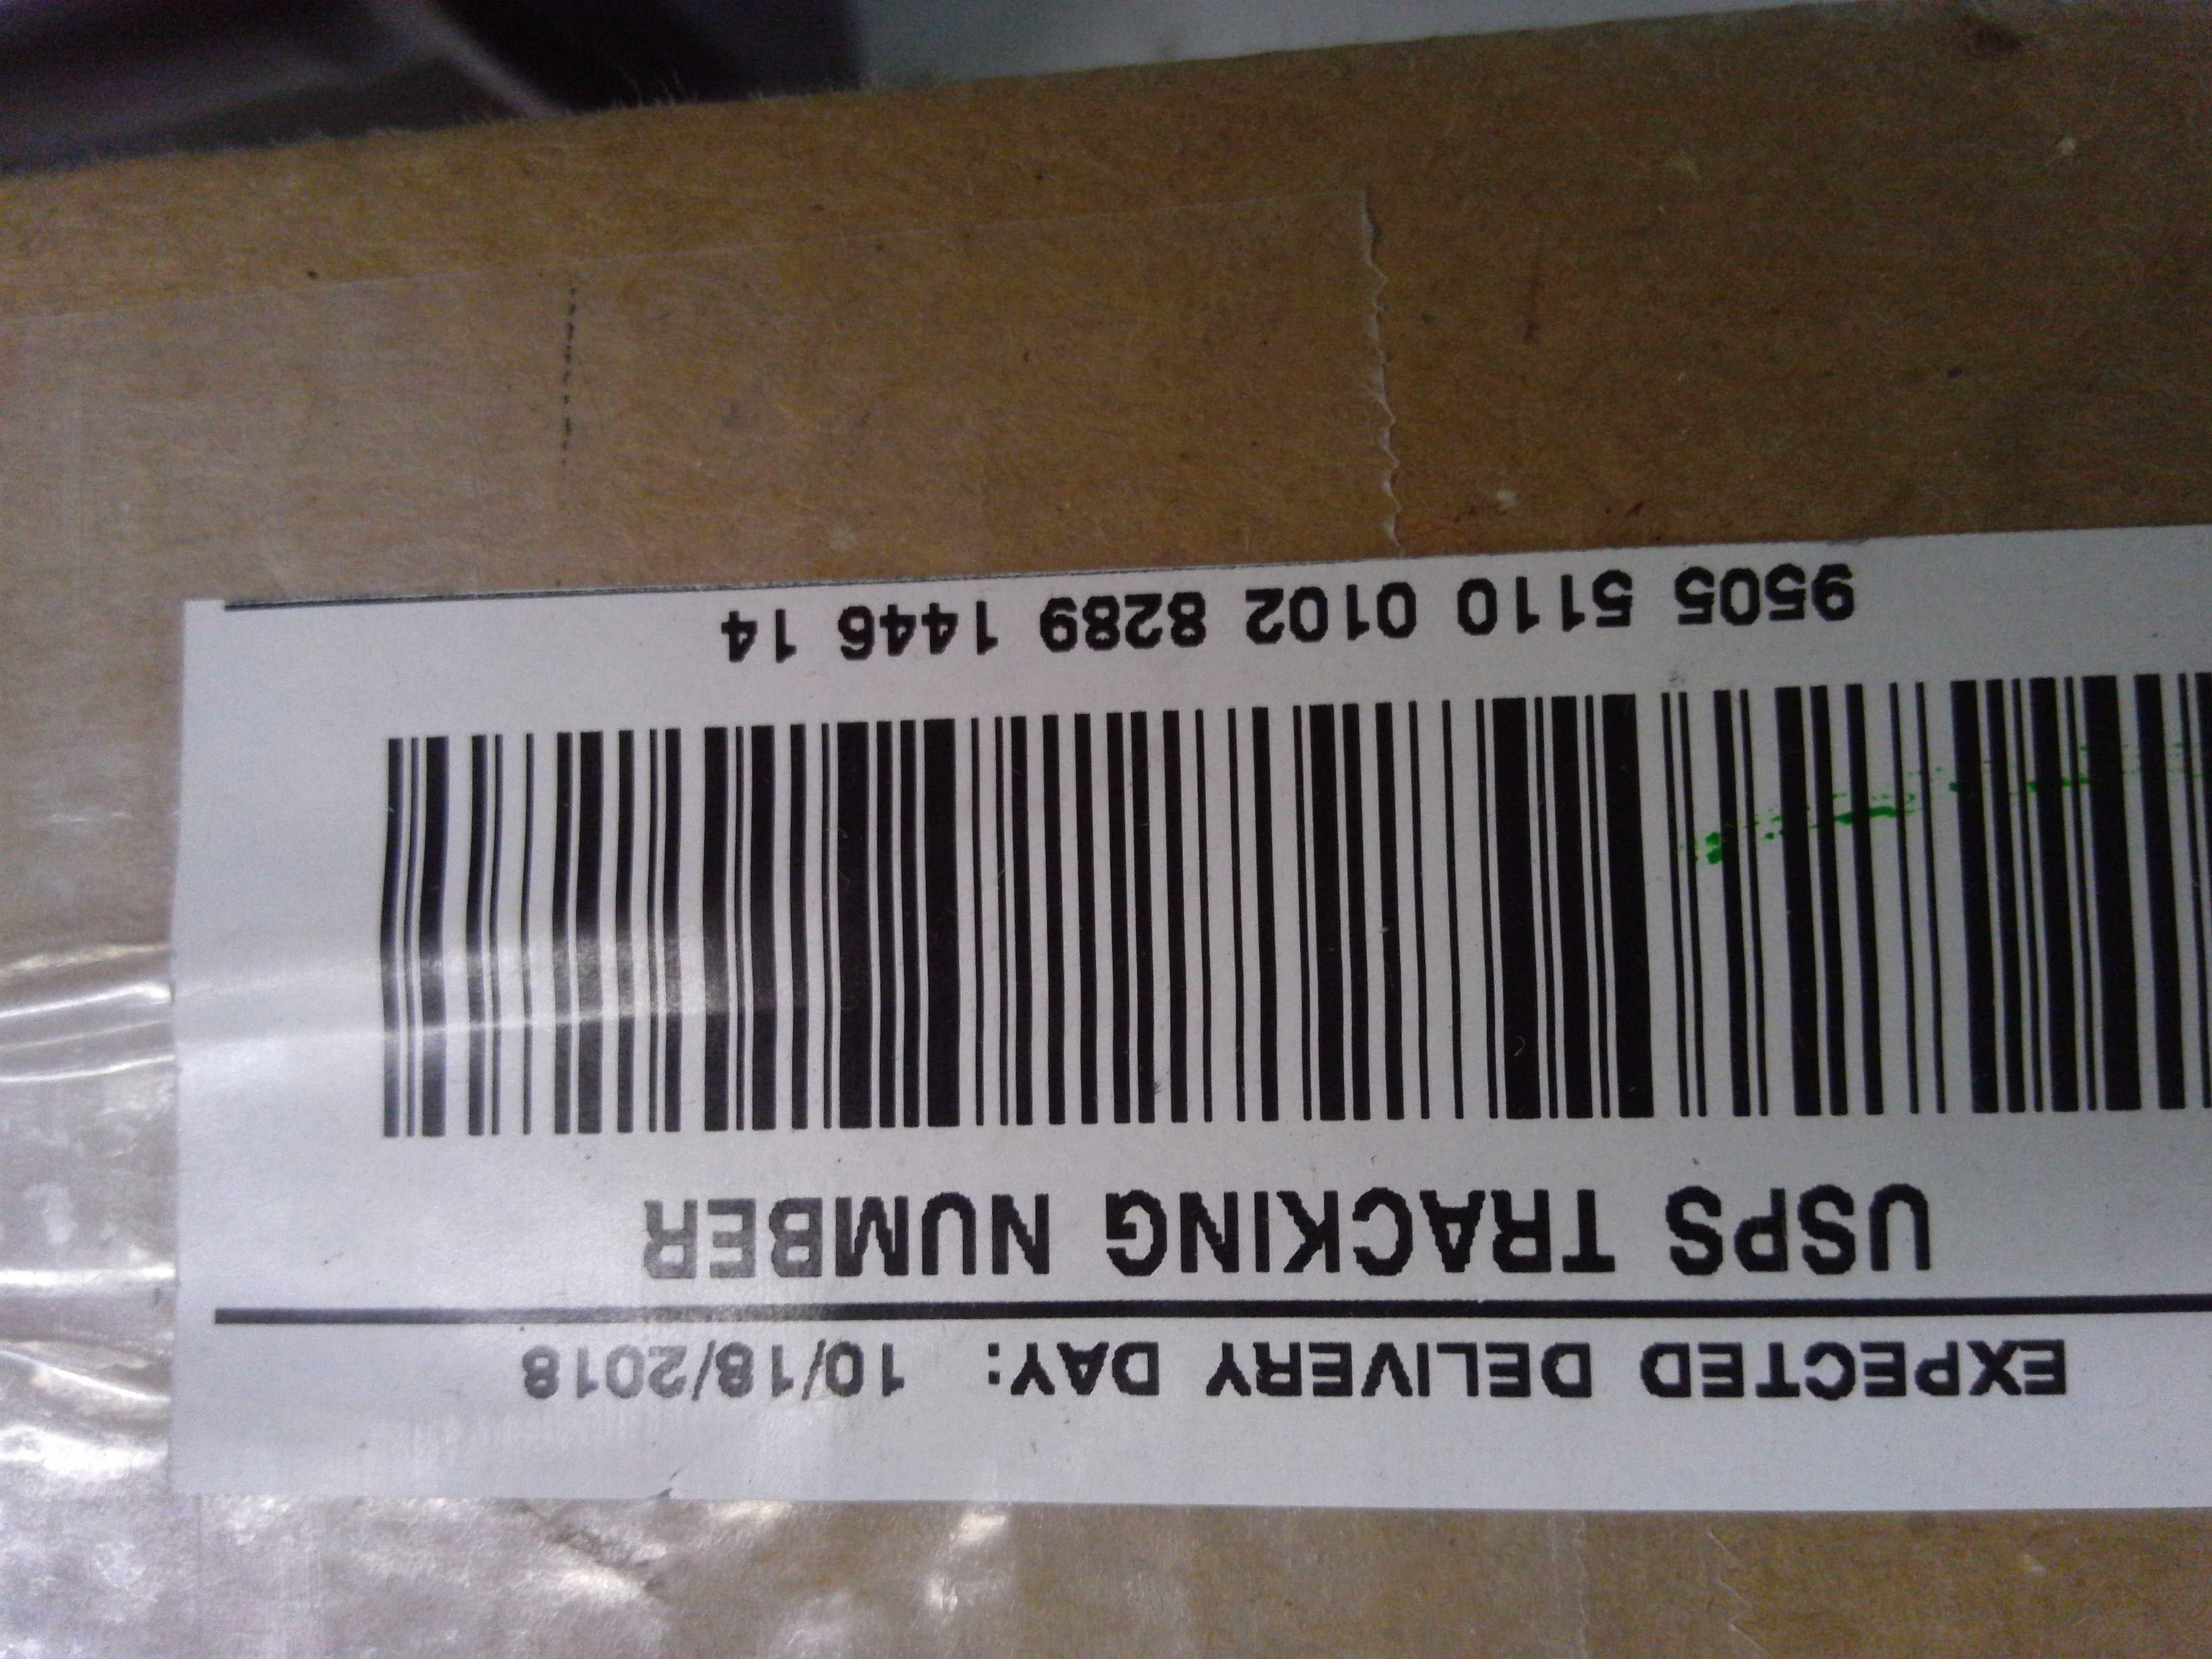 EXPECTED DELIVERY DAY: 10/18/2018
USPS TRACKING NUMBER
9505 5110 0102 8289 1446 14